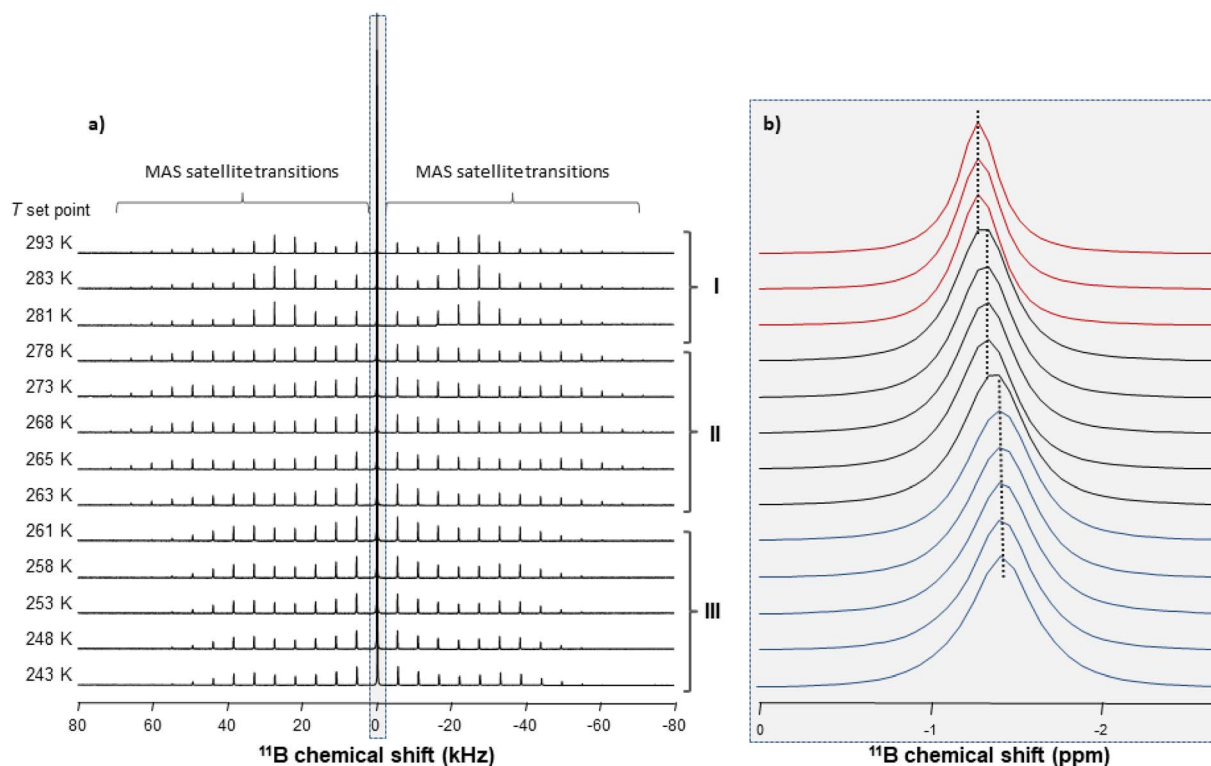 a)
MAS satellite transitions
MAS satellite transitions
T set point
293 K
283 K
281 K
278 K
273 K
268 K
265 K
263 K
261 K
258 K
253 K
248 K
243 K
I
II
III
80 60 40 20 0 -20 -40 -60 -80
¹¹B chemical shift (kHz)
b)
0 -1 -2
¹¹B chemical shift (ppm)